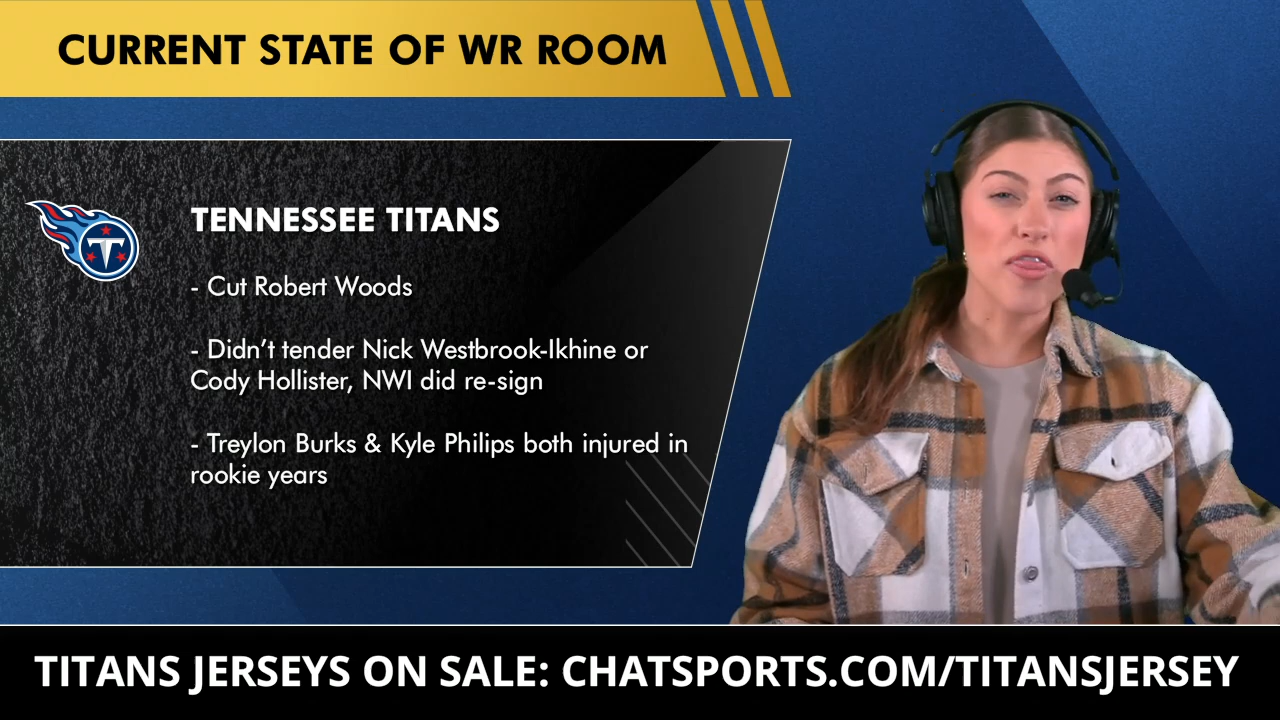 CURRENT STATE OF WR ROOM
TENNESSEE TITANS
- Cut Robert Woods
- Didn’t tender Nick Westbrook-Ikhine or
Cody Hollister, NWI did re-sign
- Treylon Burks & Kyle Philips both injured in
rookie years
TITANS JERSEYS ON SALE: CHATSPORTS.COM/TITANSJERSEY